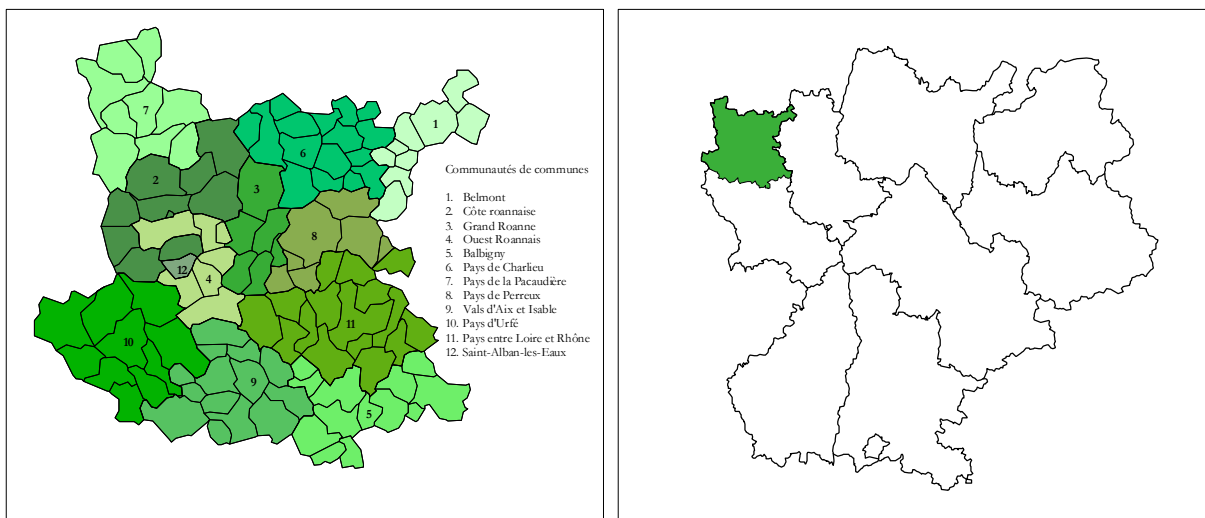 7
1
6
2
3
8
12
4
11
10
9
5
Communautés de communes
1. Belmont
2. Côte roannaise
3. Grand Roanne
4. Ouest Roannais
5. Balbigny
6. Pays de Charlieu
7. Pays de la Pacaudière
8. Pays de Perreux
9. Vals d'Aix et Isable
10. Pays d'Urfé
11. Pays entre Loire et Rhône
12. Saint-Alban-les-Eaux